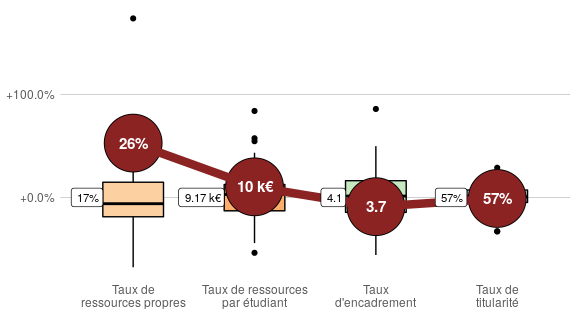 +100.0%
+0.0%
26%
17%
10 k€
9.17 k€
3.7
4.1
57%
57%
Taux de
ressources propres
Taux de ressources
par étudiant
Taux
d'encadrement
Taux de
titularité